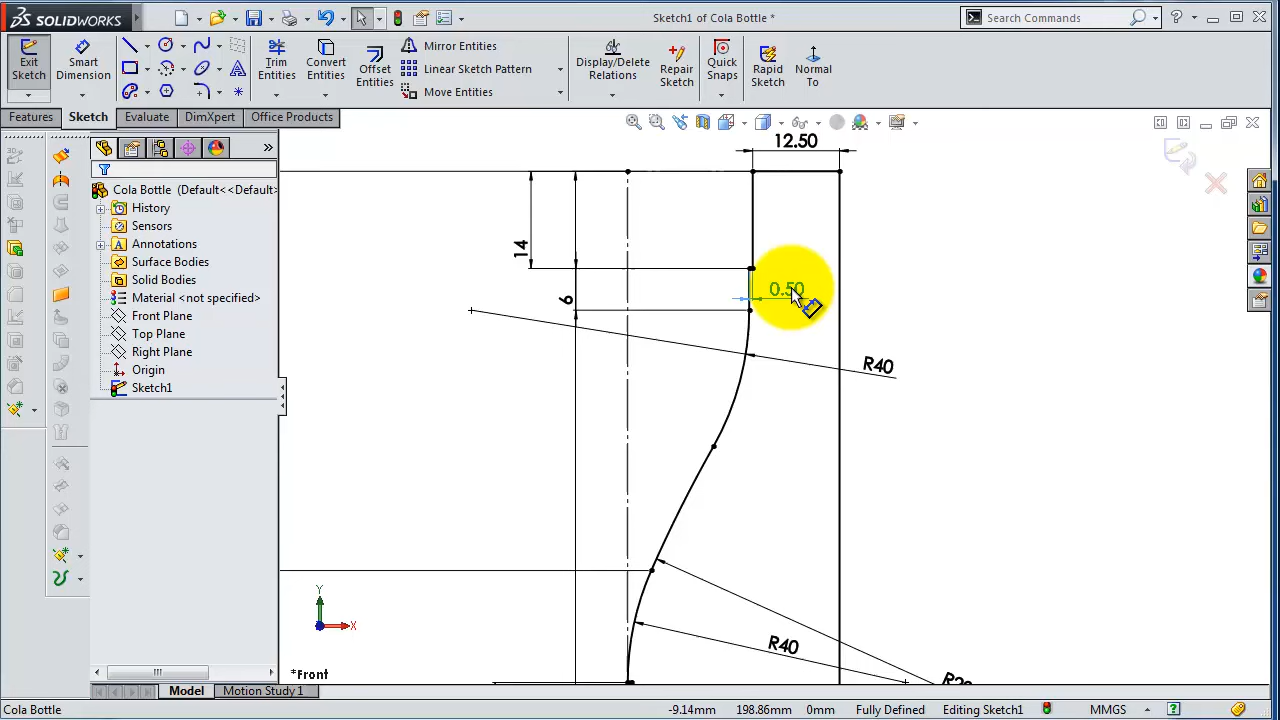 SOLIDWORKS
Sketch1 of Cola Bottle *
Search Commands
Exit Sketch
Smart Dimension
Trim Entities
Convert Entities
Offset Entities
Mirror Entities
Linear Sketch Pattern
Move Entities
Display/Delete Relations
Repair Sketch
Quick Snaps
Rapid Sketch
Normal To
Features
Sketch
Evaluate
DimXpert
Office Products
Cola Bottle (Default<<Default>
History
Sensors
Annotations
Surface Bodies
Solid Bodies
Material <not specified>
Front Plane
Top Plane
Right Plane
Origin
Sketch1
12.50
14
6
0.50
R40
R40
Y
X
*Front
Model
Motion Study 1
Cola Bottle
-9.14mm
198.86mm
0mm
Fully Defined
Editing Sketch1
MMGS